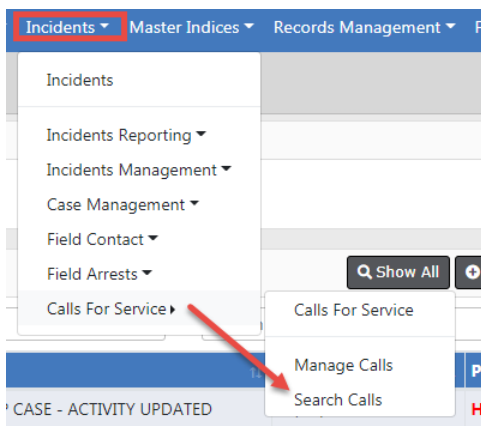 Incidents Master Indices Records Management
Incidents
Incidents Reporting
Incidents Management
Case Management
Field Contact
Field Arrests
Show All
Calls For Service
Calls For Service
Manage Calls
Search Calls
CASE - ACTIVITY UPDATED